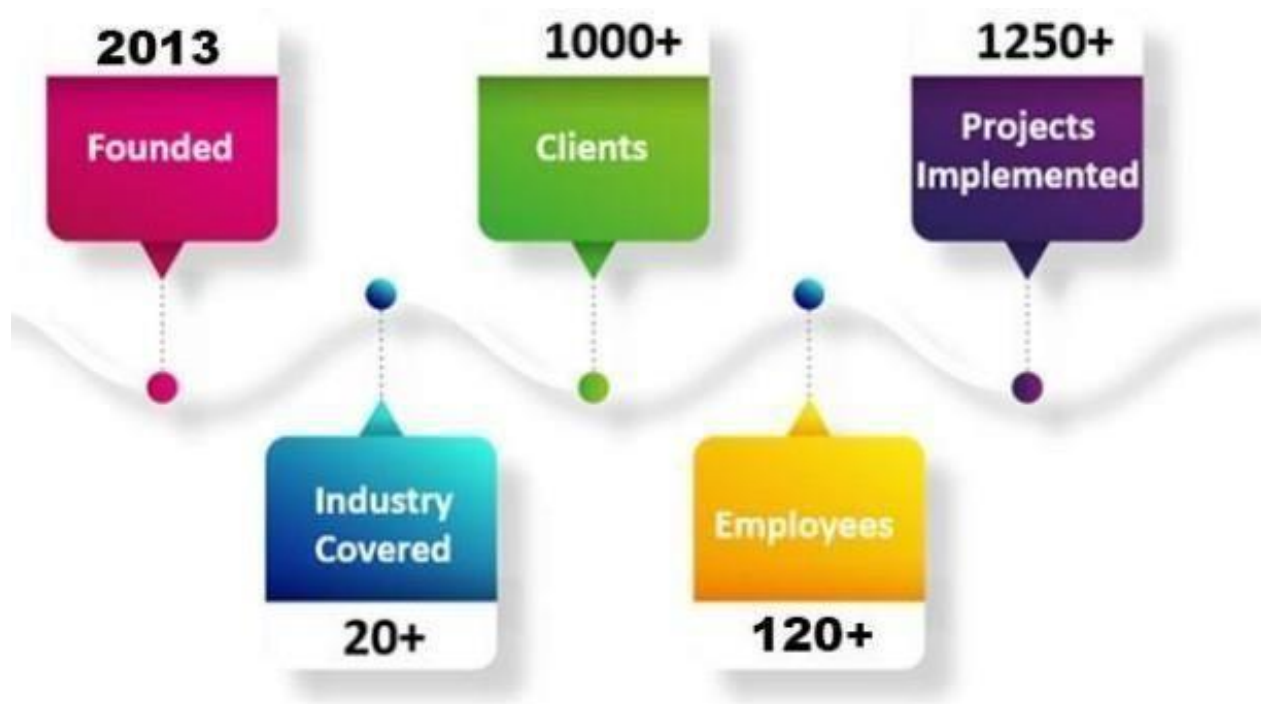 2013
Founded
Industry
Covered
20+
1000+
Clients
Employees
120+
1250+
Projects
Implemented